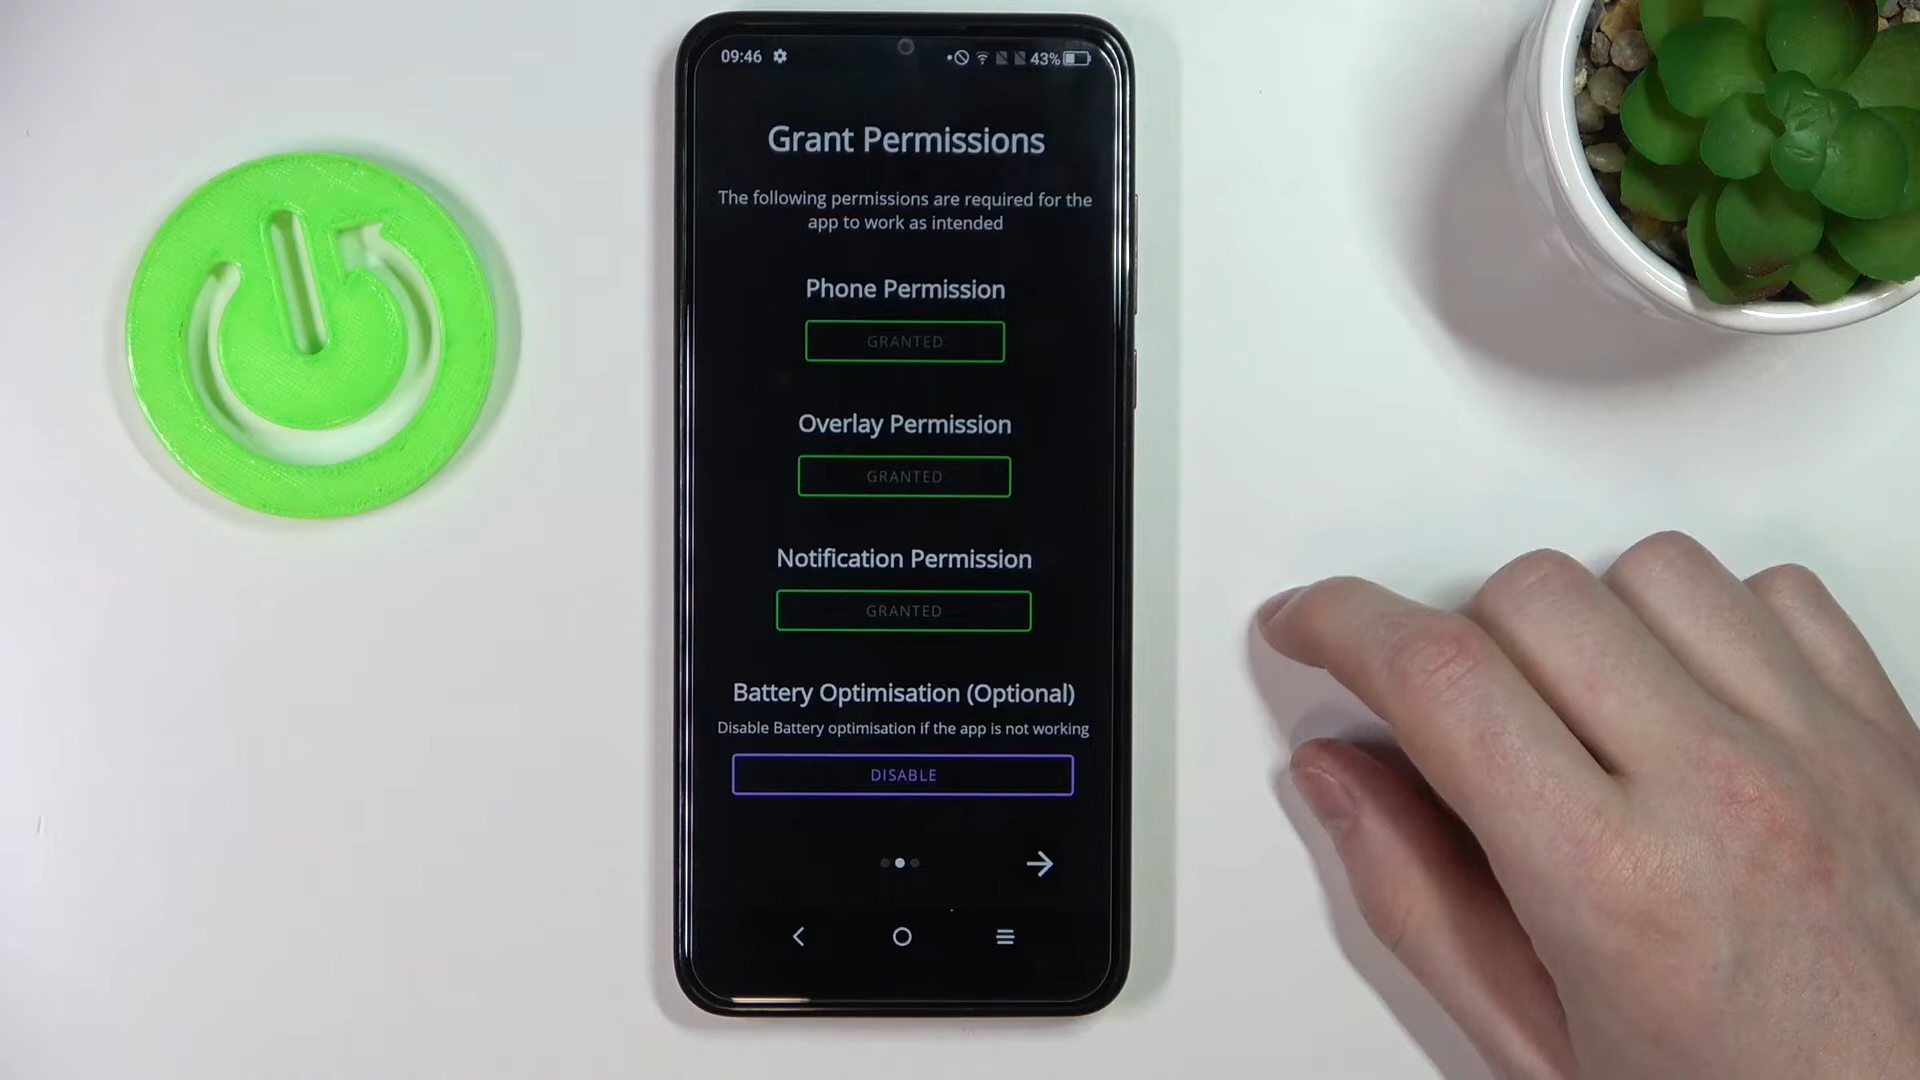 09:46
43%
Grant Permissions
The following permissions are required for the
app to work as intended
Phone Permission
GRANTED
Overlay Permission
GRANTED
Notification Permission
GRANTED
Battery Optimisation (Optional)
Disable Battery optimisation if the app is not working
DISABLE